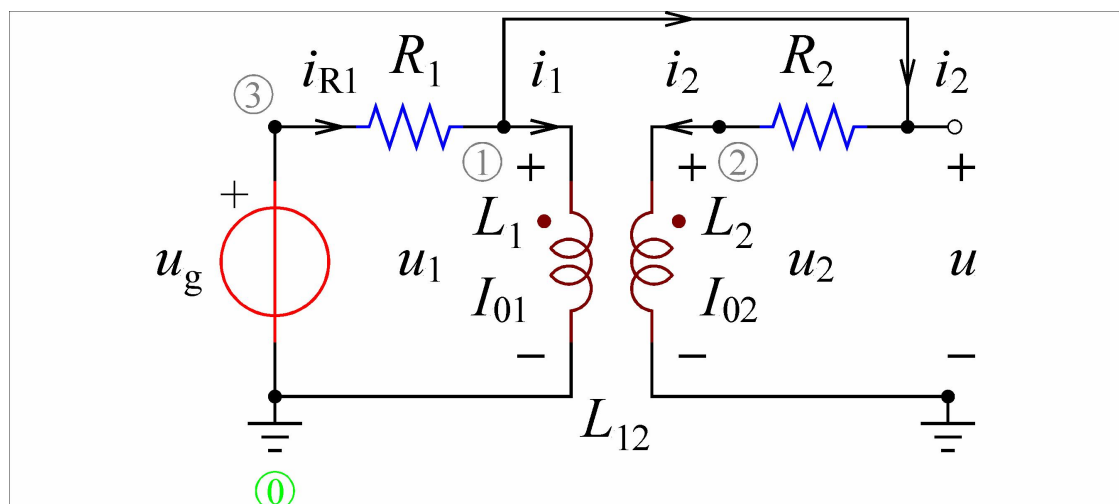 ③ i_R1 R_1 i_1 i_2 R_2 i_2
① + + ② +
+ L_1 L_2
u_g u_1 u_2 u
I_01 I_02
− − −
L_12
⓪